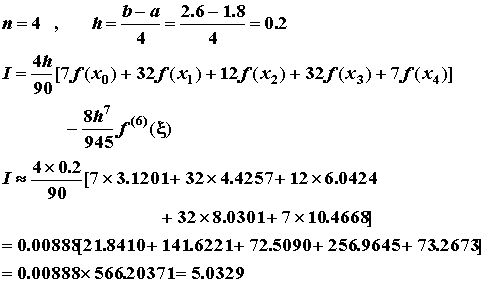 n = 4 , h = (b − a)/4 = (2.6 − 1.8)/4 = 0.2
I = 4h/90 [7f(x₀) + 32f(x₁) + 12f(x₂) + 32f(x₃) + 7f(x₄)]
− 8h⁷/945 f⁽⁶⁾(ξ)
I ≈ (4 × 0.2)/90 [7 × 3.1201 + 32 × 4.4257 + 12 × 6.0424
+ 32 × 8.0301 + 7 × 10.4668]
= 0.00888[21.8410 + 141.6221 + 72.5090 + 256.9645 + 73.2673]
= 0.00888 × 566.20371 = 5.0329